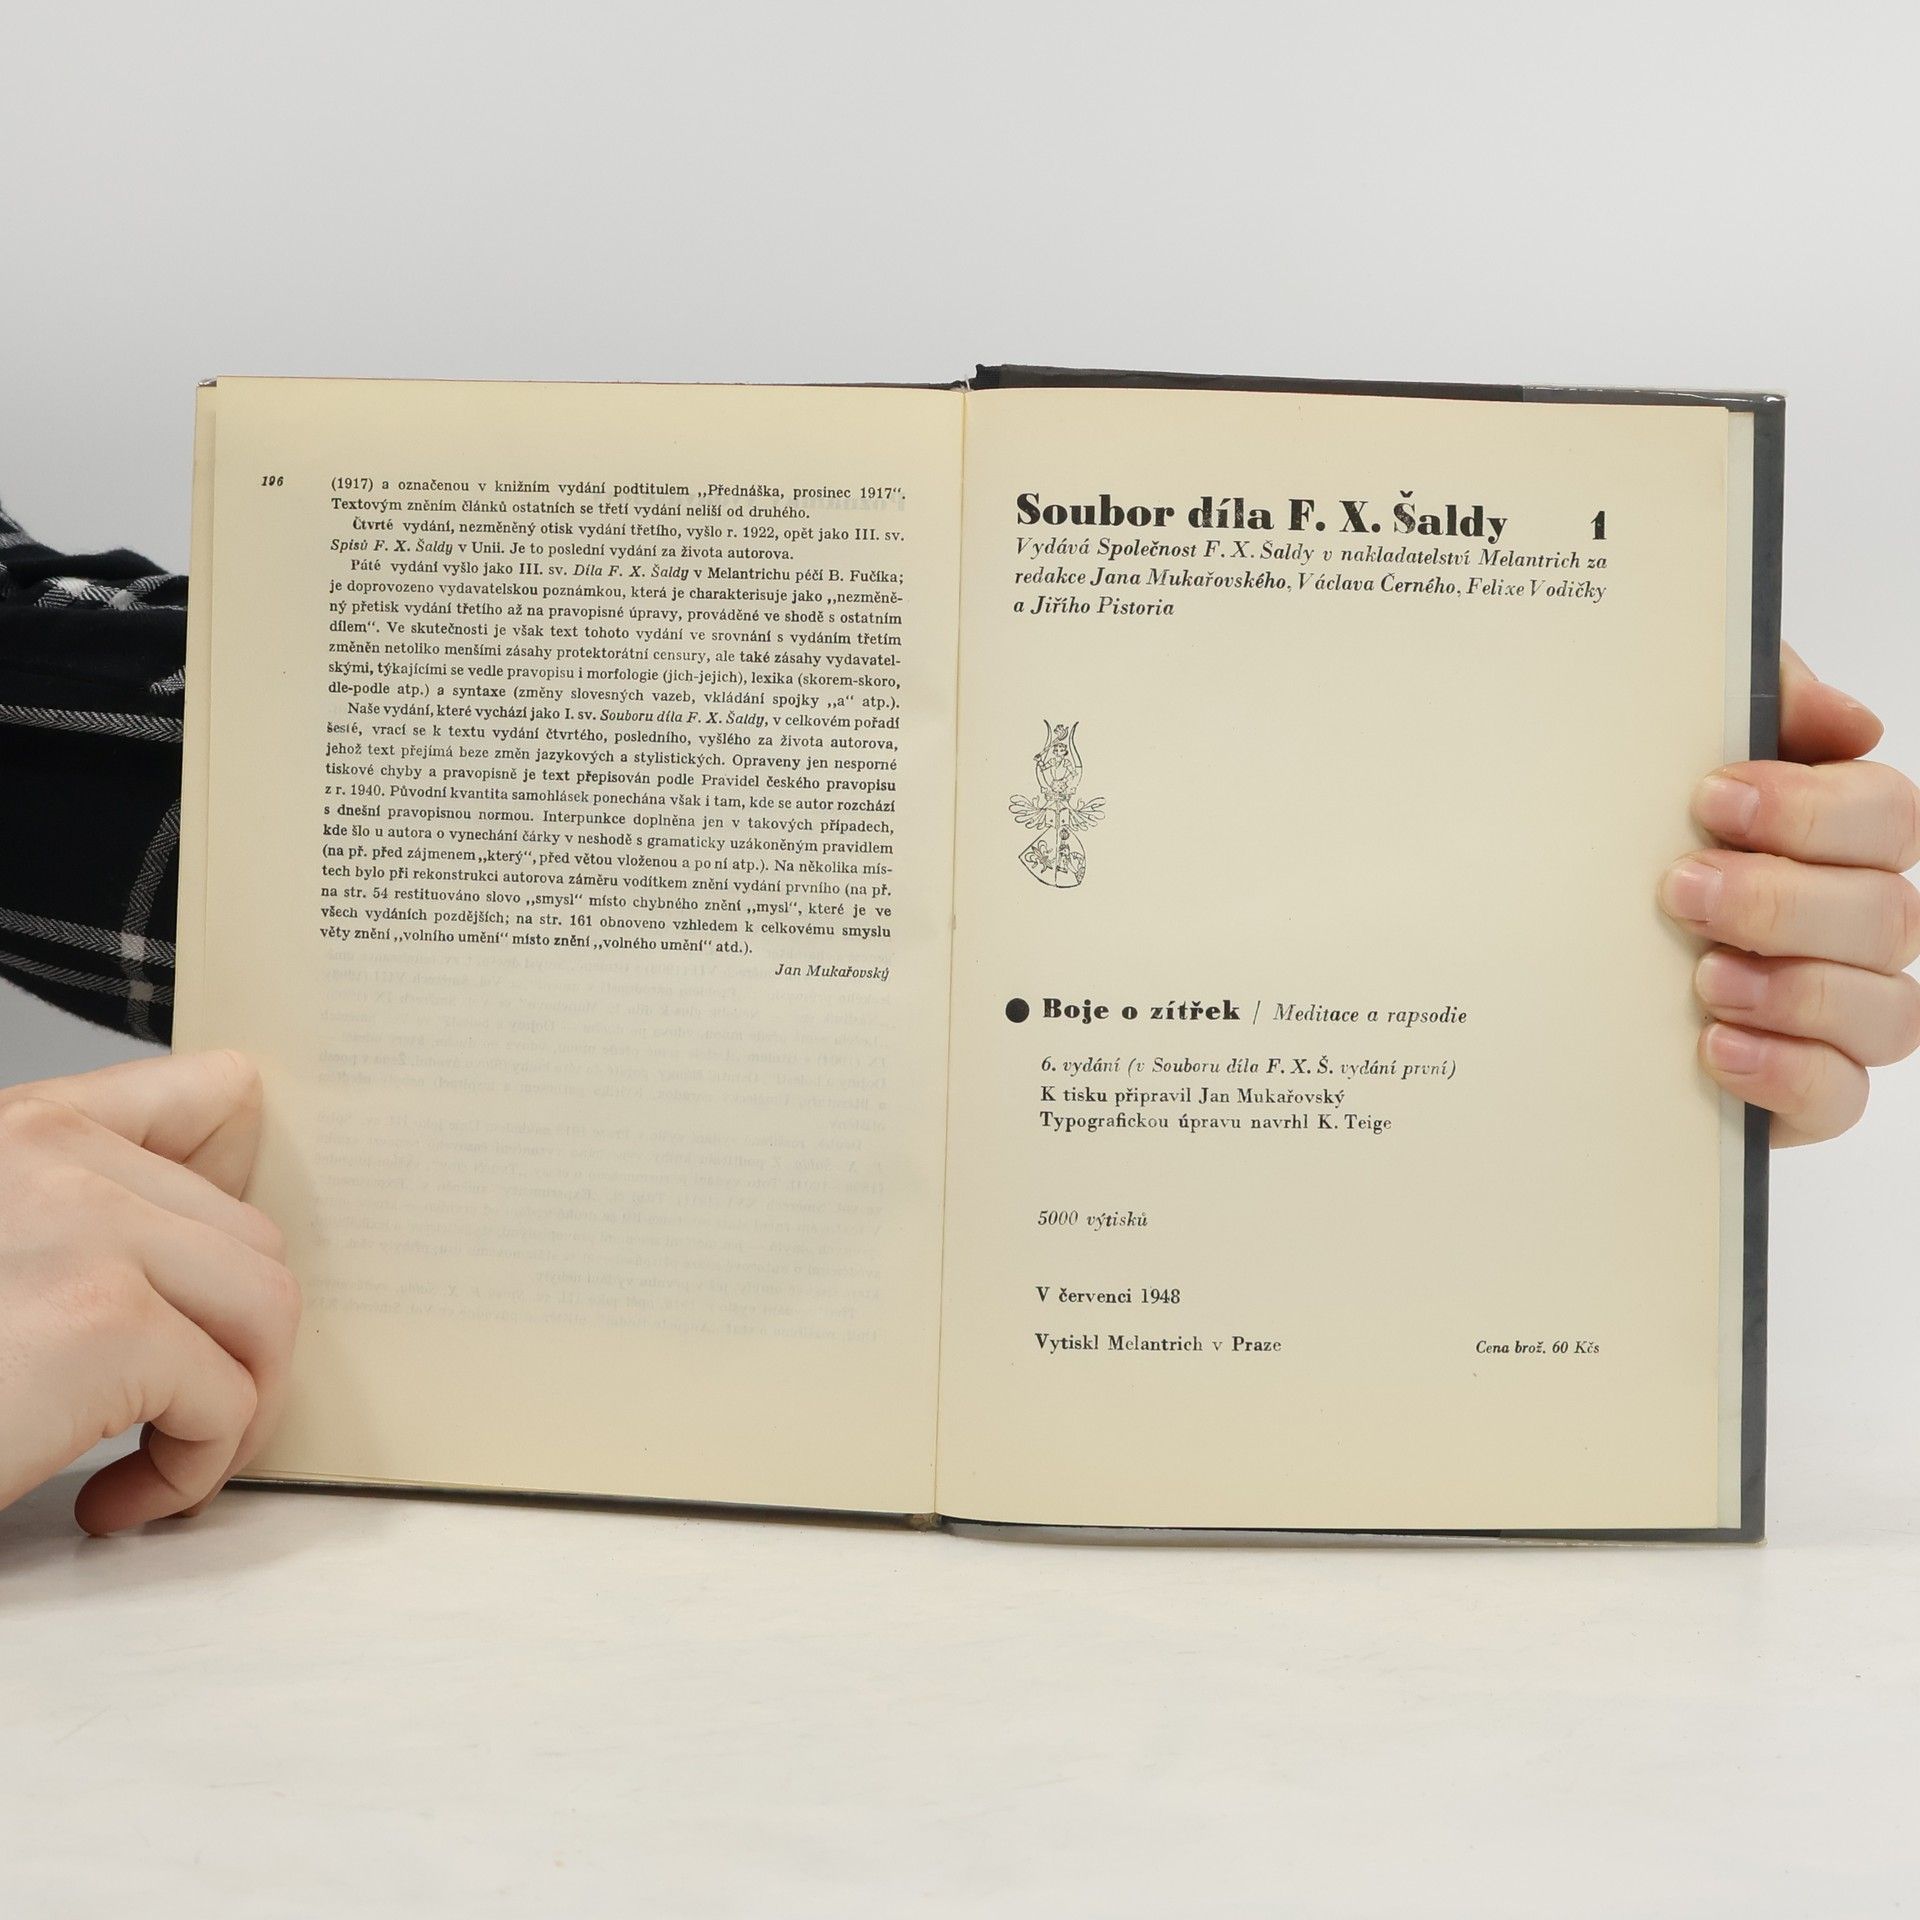 196
(1917) a označenou v knižním vydání podtitulem ,,Přednáška, prosinec 1917“.
Textovým zněním článků ostatních se třetí vydání neliší od druhého.
Čtvrté vydání, nezměněný otisk vydání třetího, vyšlo r. 1922, opět jako III. sv.
Spisů F. X. Šaldy v Unii. Je to poslední vydání za života autorova.
Páté vydání vyšlo jako III. sv. Díla F. X. Šaldy v Melantrichu péčí B. Fučíka;
je doprovozeno vydavatelskou poznámkou, která je charakterisuje jako ,,nezměně-
ný přetisk vydání třetího až na pravopisné úpravy, prováděné ve shodě s ostatním
dílem“. Ve skutečnosti je však text tohoto vydání ve srovnání s vydáním třetím
změněn netoliko menšími zásahy protektorátní censury, ale také zásahy vydavatel-
skými, týkajícími se vedle pravopisu i morfologie (jich-jejich), lexika (skorem-skoro,
dle-podle atp.) a syntaxe (změny slovesných vazeb, vkládání spojky ,,a“ atp.).
Naše vydání, které vychází jako I. sv. Souboru díla F. X. Šaldy, v celkovém pořadí
šesté, vrací se k textu vydání čtvrtého, posledního, vyšlého za života autorova,
jehož text přejímá beze změn jazykových a stylistických. Opraveny jen nesporné
tiskové chyby a pravopisně je text přepisován podle Pravidel českého pravopisu
z r. 1940. Původní kvantita samohlásek ponechána však i tam, kde se autor rozchází
s dnešní pravopisnou normou. Interpunkce doplněna jen v takových případech,
kde šlo u autora o vynechání čárky v neshodě s gramaticky uzákoněným pravidlem
(na př. před zájmenem ,,který“, před větou vloženou a po ní atp.). Na několika mís-
tech bylo při rekonstrukci autorova záměru vodítkem znění vydání prvního (na př.
na str. 54 restituováno slovo ,,smysl“ místo chybného znění ,,mysl“, které je ve
všech vydáních pozdějších; na str. 161 obnoveno vzhledem k celkovému smyslu
věty znění ,,volního umění“ místo znění ,,volného umění“ atd.).
Jan Mukařovský
Soubor díla F. X. Šaldy 1
Vydává Společnost F. X. Šaldy v nakladatelství Melantrich za
redakce Jana Mukařovského, Václava Černého, Felixe Vodičky
a Jiřího Pistoria
● Boje o zítřek / Meditace a rapsodie
6. vydání (v Souboru díla F. X. Š. vydání první)
K tisku připravil Jan Mukařovský
Typografickou úpravu navrhl K. Teige
5000 výtisků
V červenci 1948
Vytiskl Melantrich v Praze
Cena brož. 60 Kčs